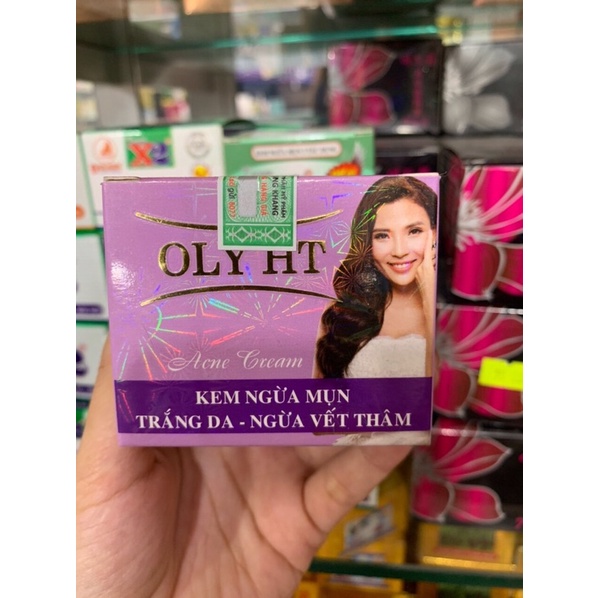 OLY HT
Acne Cream
KEM NGỪA MỤN
TRẮNG DA - NGỪA VẾT THÂM